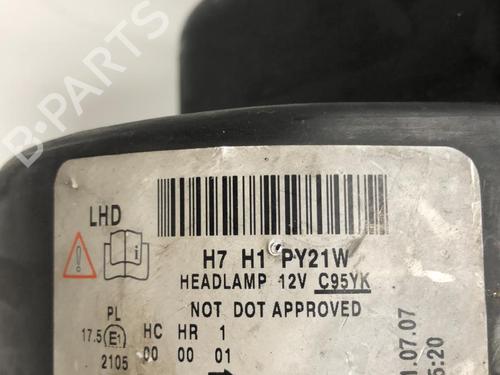 B-PARTS
LHD
H7 H1 PY21W
HEADLAMP 12V C95YK
NOT DOT APPROVED
PL
17.5 E1 HC HR 1
2105 00 00 01
1.07.07
5:20